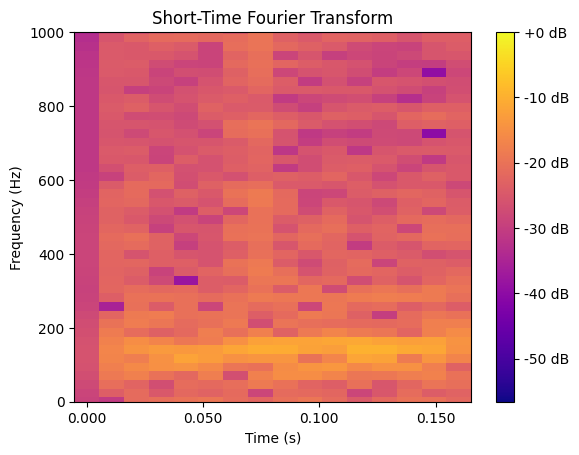 Short-Time Fourier Transform
1000
800
600
400
200
0
Frequency (Hz)
0.000
0.050
0.100
0.150
Time (s)
+0 dB
-10 dB
-20 dB
-30 dB
-40 dB
-50 dB